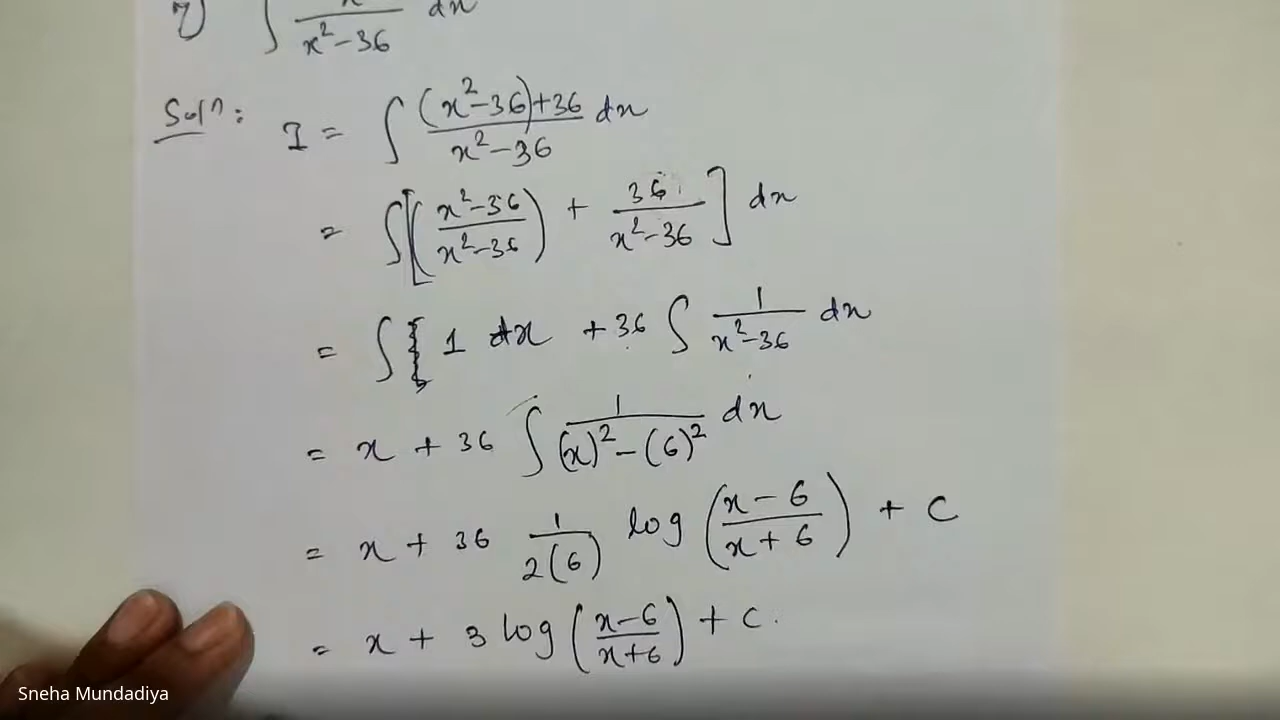 7) ∫ x/(x²-36) dx
Solⁿ: I = ∫ ((x²-36)+36)/(x²-36) dx
= ∫[((x²-36)/(x²-36)) + 36/(x²-36)] dx
= ∫ 1 dx + 36 ∫ 1/(x²-36) dx
= x + 36 ∫ 1/((x)²-(6)²) dx
= x + 36 1/(2(6)) log ((x-6)/(x+6)) + C
= x + 3 log ((x-6)/(x+6)) + C.
Sneha Mundadiya